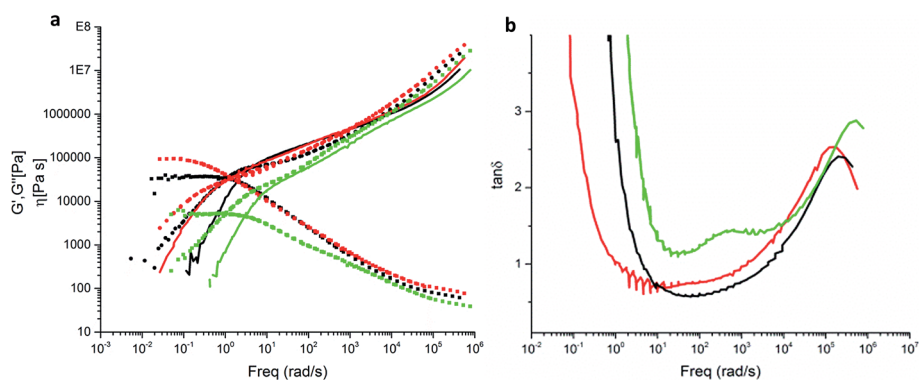 a
G',G''[Pa]
η[Pa s]
E8
1E7
1000000
100000
10000
1000
100
10
10⁻³ 10⁻² 10⁻¹ 10⁰ 10¹ 10² 10³ 10⁴ 10⁵ 10⁶
Freq (rad/s)
b
tanδ
3
2
1
10⁻² 10⁻¹ 10⁰ 10¹ 10² 10³ 10⁴ 10⁵ 10⁶ 10⁷
Freq (rad/s)